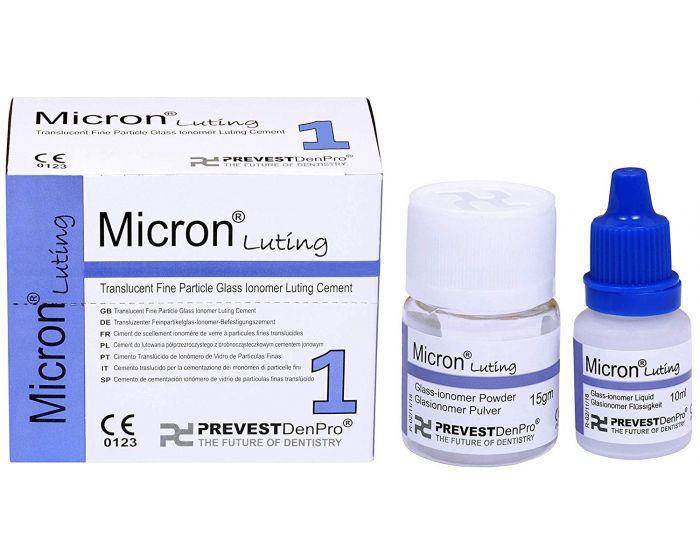 Micron® Luting
Translucent Fine Particle Glass Ionomer Luting Cement
1
CE
0123
PREVESTDenPro®
THE FUTURE OF DENTISTRY
Micron® Luting
Micron® Luting
Translucent Fine Particle Glass Ionomer Luting Cement
GB Translucent Fine Particle Glass Ionomer Luting Cement
DE Transluzenter Feinpartikelglas-Ionomer-Befestigungszement
FR Ciment de scellement ionomère de verre à particules fines translucides
PL Cement do lutowania półprzezroczystego z drobnocząsteczkowym cementem jonowym
PT Cimento Translúcido de Ionômero de Vidro de Partículas Finas
IT Cemento traslucido per la cementazione dei monomeri di particelle fini
SP Cemento de cementación ionómero de vidrio de partículas finas translúcido
1
CE
0123
PREVESTDenPro®
THE FUTURE OF DENTISTRY
Micron® Luting
Glass-ionomer Powder
Glasionomer Pulver
15gm
PREVESTDenPro®
THE FUTURE OF DENTISTRY
Micron® Luting
Glass-ionomer Liquid
Glasionomer Flüssigkeit
10ml
PREVESTDenPro®
THE FUTURE OF DENTISTRY